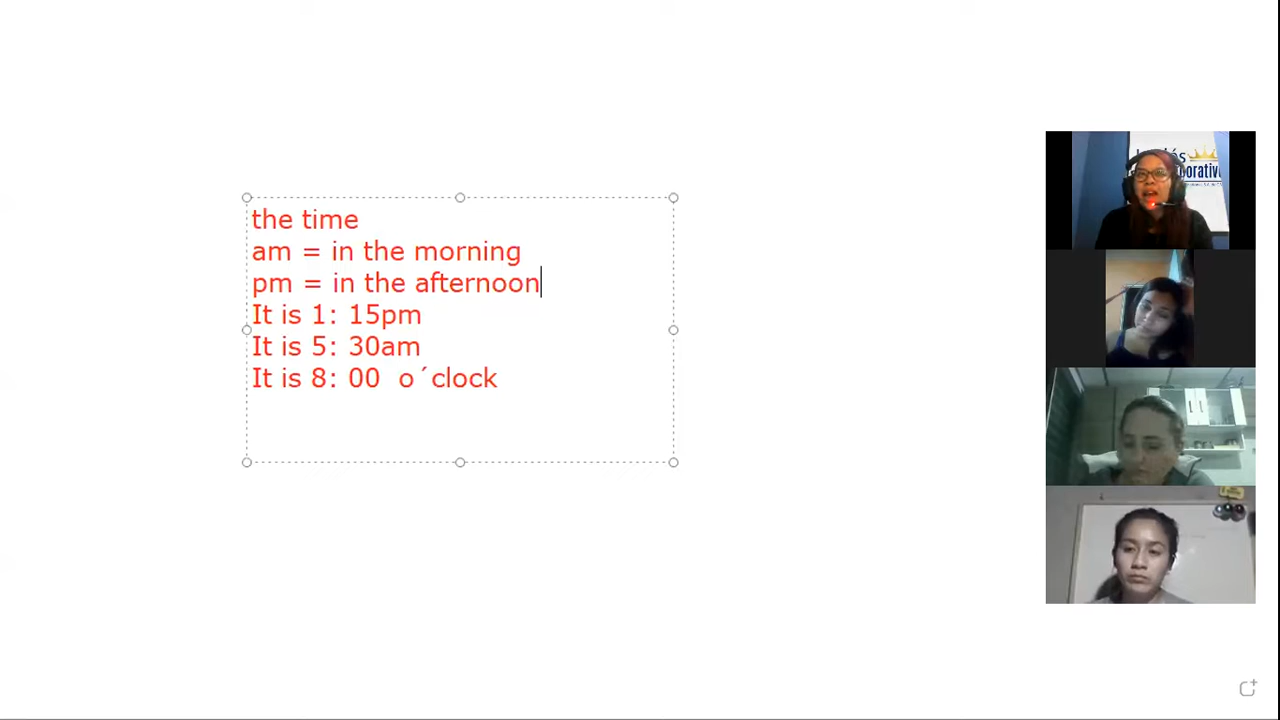 the time
am = in the morning
pm = in the afternoon
It is 1: 15pm
It is 5: 30am
It is 8: 00  o´clock